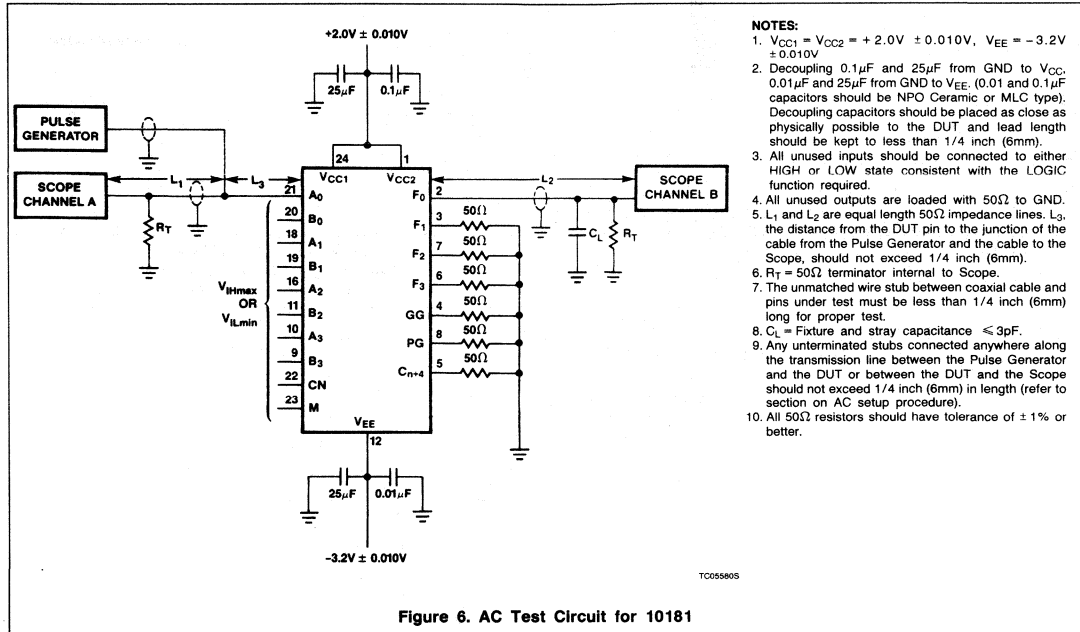 +2.0V ± 0.010V
25μF
0.1μF
PULSE
GENERATOR
SCOPE
CHANNEL A
L1
L3
RT
24
1
VCC1
VCC2
21
A0
20
B0
18
A1
19
B1
16
A2
11
B2
10
A3
9
B3
22
CN
23
M
VIHmax
OR
VILmin
F0
2
F1
3
50Ω
F2
7
50Ω
F3
6
50Ω
GG
4
50Ω
PG
8
50Ω
Cn+4
5
50Ω
L2
CL
RT
SCOPE
CHANNEL B
VEE
12
25μF
0.01μF
–3.2V ± 0.010V
NOTES:
1. VCC1 = VCC2 = + 2.0V ± 0.010V, VEE = –3.2V
± 0.010V
2. Decoupling 0.1μF and 25μF from GND to VCC,
0.01μF and 25μF from GND to VEE. (0.01 and 0.1μF
capacitors should be NPO Ceramic or MLC type).
Decoupling capacitors should be placed as close as
physically possible to the DUT and lead length
should be kept to less than 1/4 inch (6mm).
3. All unused inputs should be connected to either
HIGH or LOW state consistent with the LOGIC
function required.
4. All unused outputs are loaded with 50Ω to GND.
5. L1 and L2 are equal length 50Ω impedance lines. L3,
the distance from the DUT pin to the junction of the
cable from the Pulse Generator and the cable to the
Scope, should not exceed 1/4 inch (6mm).
6. RT = 50Ω terminator internal to Scope.
7. The unmatched wire stub between coaxial cable and
pins under test must be less than 1/4 inch (6mm)
long for proper test.
8. CL = Fixture and stray capacitance ⩽ 3pF.
9. Any unterminated stubs connected anywhere along
the transmission line between the Pulse Generator
and the DUT or between the DUT and the Scope
should not exceed 1/4 inch (6mm) in length (refer to
section on AC setup procedure).
10. All 50Ω resistors should have tolerance of ± 1% or
better.
TC05580S
Figure 6. AC Test Circuit for 10181